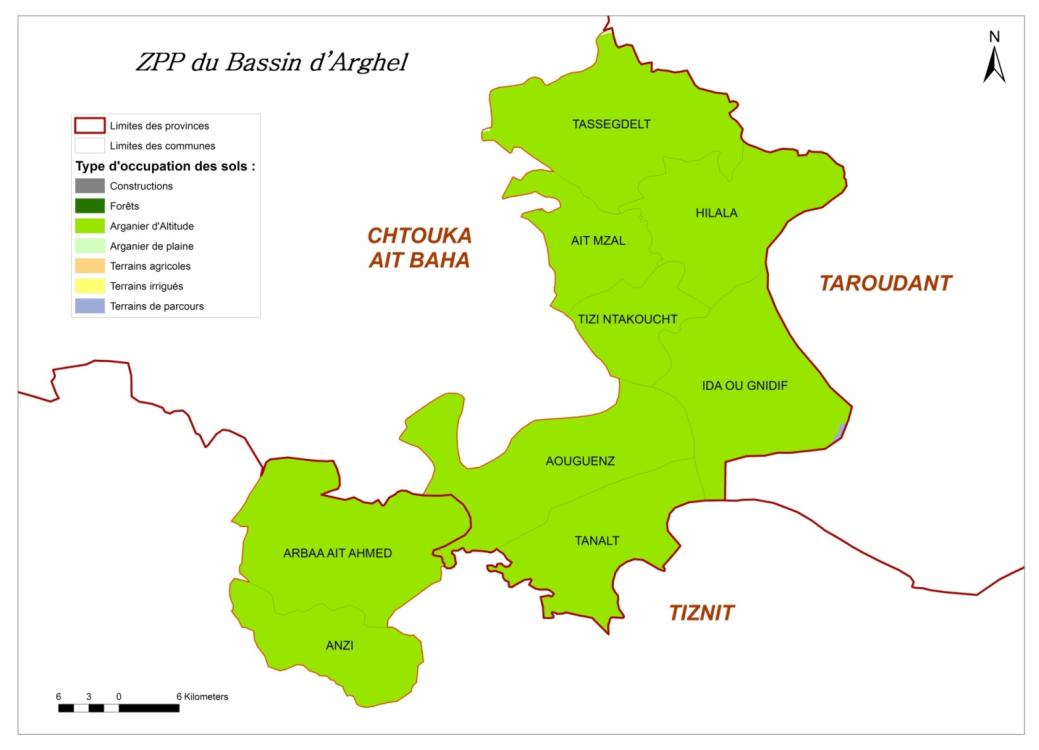 ZPP du Bassin d'Arghel
N
Limites des provinces
Limites des communes
Type d'occupation des sols :
Constructions
Forêts
Arganier d'Altitude
Arganier de plaine
Terrains agricoles
Terrains irrigués
Terrains de parcours
TASSEGDELT
HILALA
CHTOUKA
AIT BAHA
AIT MZAL
TAROUDANT
TIZI NTAKOUCHT
IDA OU GNIDIF
AOUGUENZ
TANALT
ARBAA AIT AHMED
TIZNIT
ANZI
6 3 0 6 Kilometers